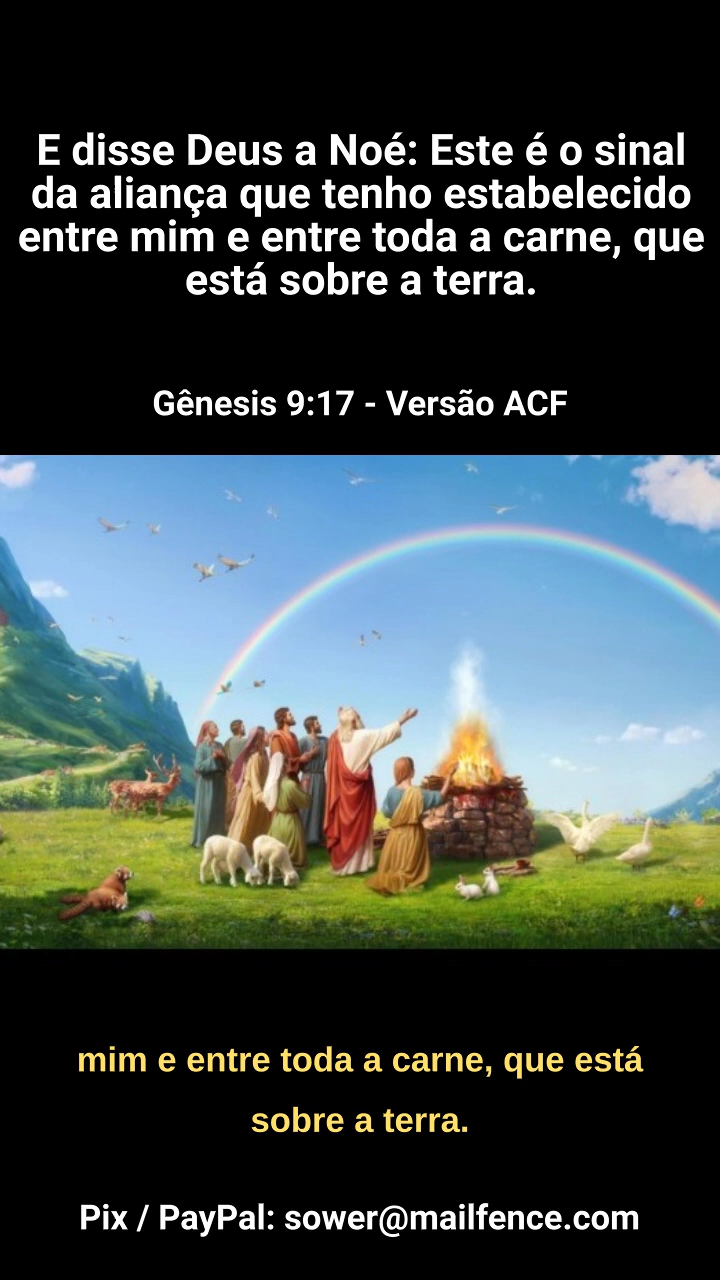 E disse Deus a Noé: Este é o sinal
da aliança que tenho estabelecido
entre mim e entre toda a carne, que
está sobre a terra.
Gênesis 9:17 - Versão ACF
mim e entre toda a carne, que está
sobre a terra.
Pix / PayPal: sower@mailfence.com